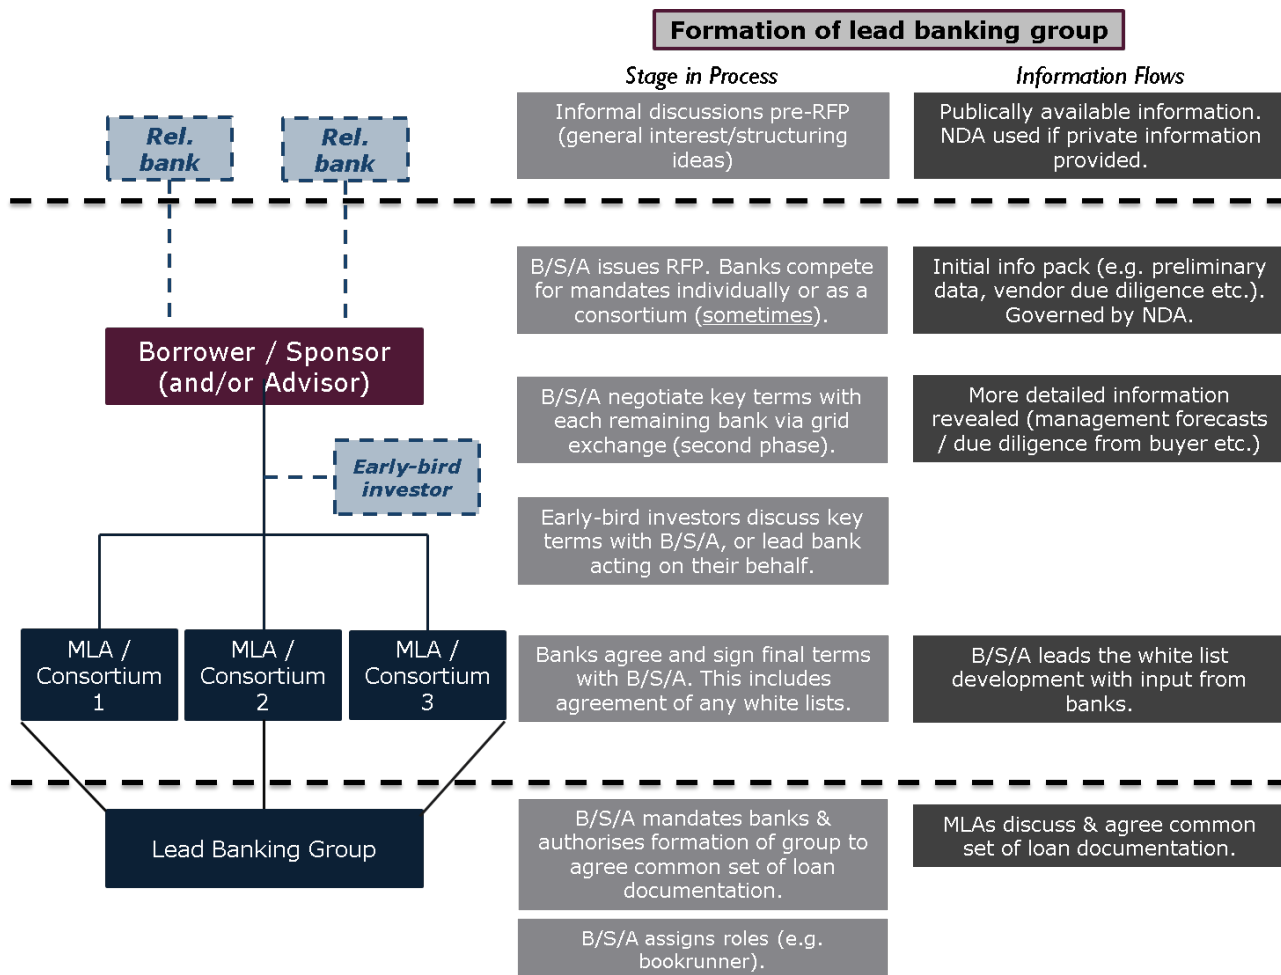 Formation of lead banking group
Stage in Process
Information Flows
Rel.
bank
Rel.
bank
Informal discussions pre-RFP
(general interest/structuring
ideas)
Publically available information.
NDA used if private information
provided.
B/S/A issues RFP. Banks compete
for mandates individually or as a
consortium (sometimes).
Initial info pack (e.g. preliminary
data, vendor due diligence etc.).
Governed by NDA.
Borrower / Sponsor
(and/or Advisor)
B/S/A negotiate key terms with
each remaining bank via grid
exchange (second phase).
More detailed information
revealed (management forecasts
/ due diligence from buyer etc.)
Early-bird
investor
Early-bird investors discuss key
terms with B/S/A, or lead bank
acting on their behalf.
MLA /
Consortium
1
MLA /
Consortium
2
MLA /
Consortium
3
Banks agree and sign final terms
with B/S/A. This includes
agreement of any white lists.
B/S/A leads the white list
development with input from
banks.
Lead Banking Group
B/S/A mandates banks &
authorises formation of group to
agree common set of loan
documentation.
MLAs discuss & agree common
set of loan documentation.
B/S/A assigns roles (e.g.
bookrunner).